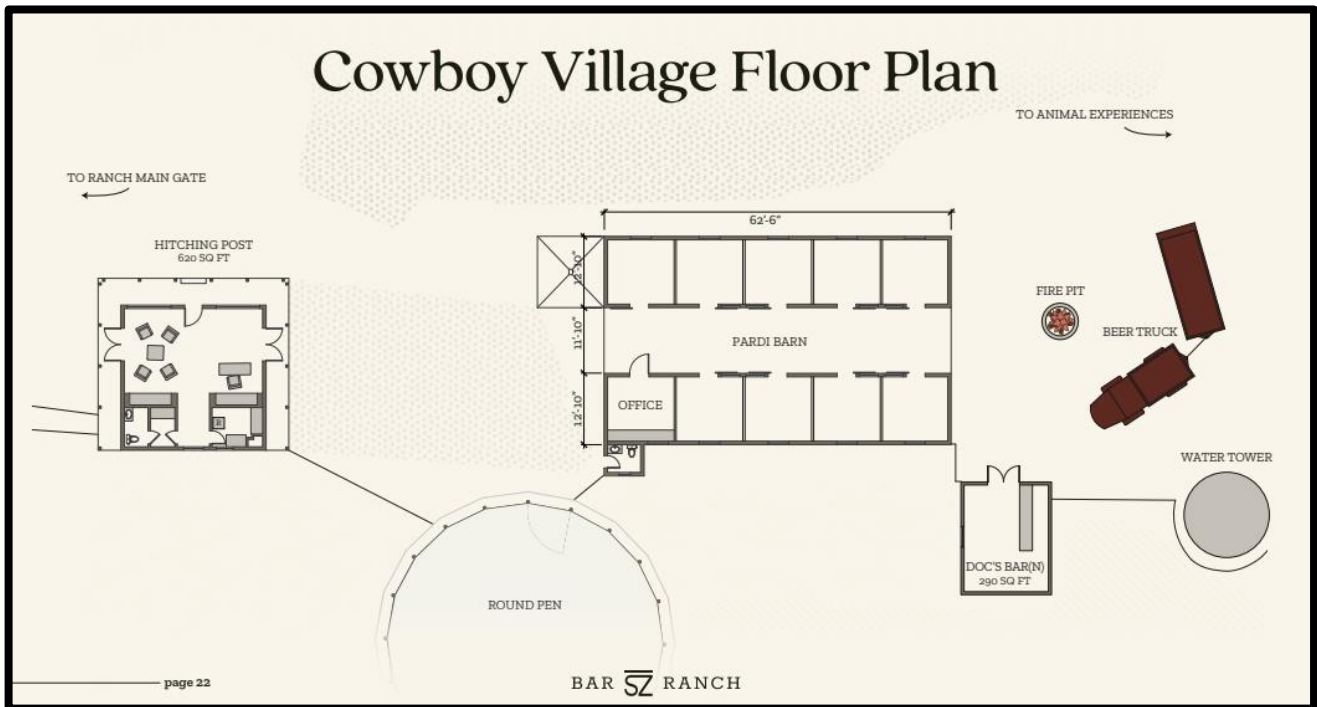 Cowboy Village Floor Plan
TO ANIMAL EXPERIENCES
TO RANCH MAIN GATE
62'-6"
HITCHING POST
620 SQ FT
12'-10"
FIRE PIT
BEER TRUCK
11'-10"
PARDI BARN
12'-10"
OFFICE
WATER TOWER
DOC'S BAR(N)
290 SQ FT
ROUND PEN
page 22
BAR SZ RANCH